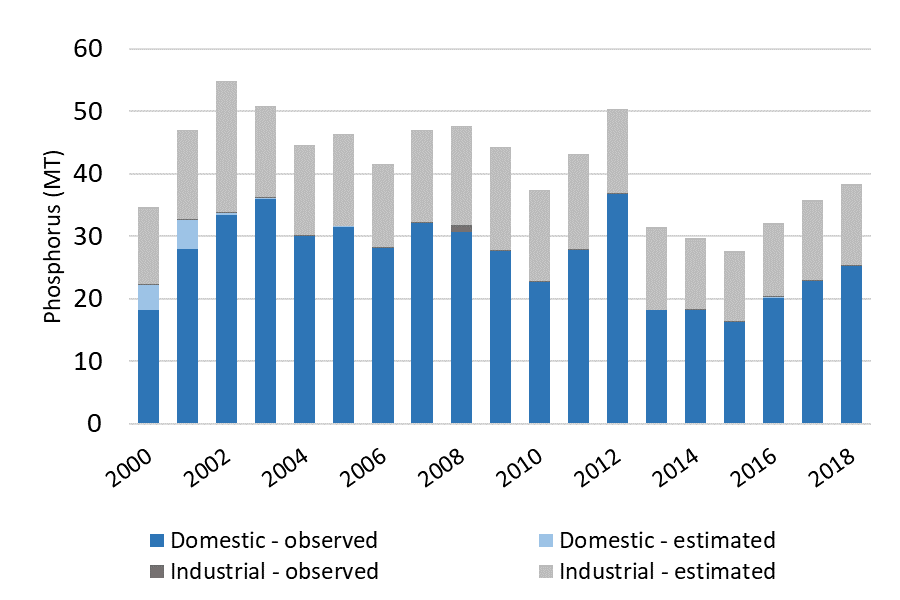 60
50
40
30
20
10
0
Phosphorus (MT)
2000 2002 2004 2006 2008 2010 2012 2014 2016 2018
Domestic - observed Domestic - estimated
Industrial - observed Industrial - estimated